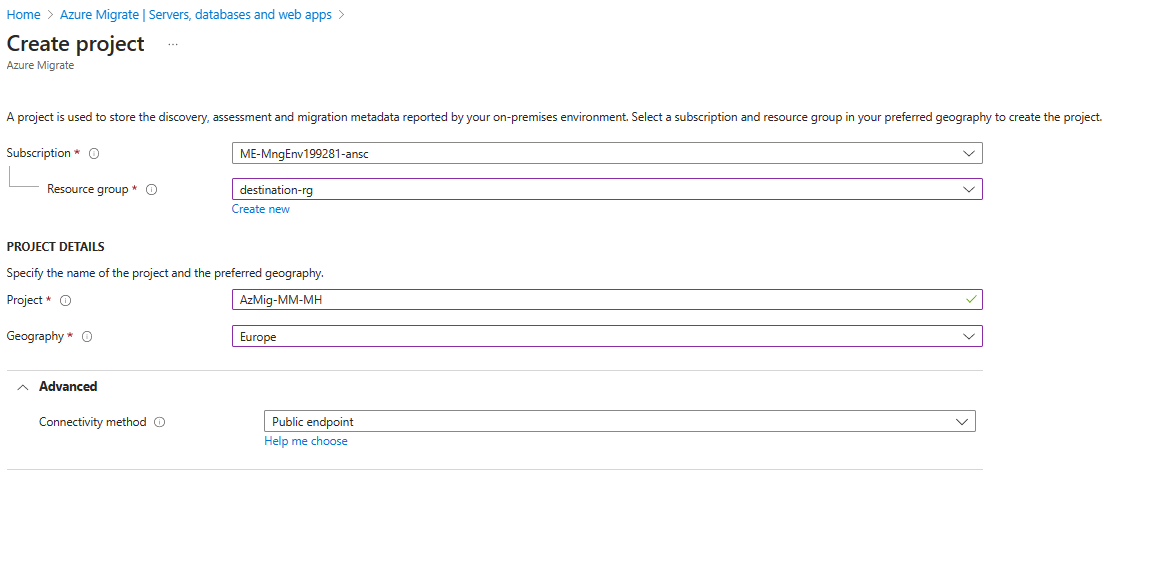 Home > Azure Migrate | Servers, databases and web apps >
Create project ...
Azure Migrate
A project is used to store the discovery, assessment and migration metadata reported by your on-premises environment. Select a subscription and resource group in your preferred geography to create the project.
Subscription * ME-MngEnv199281-ansc
Resource group * destination-rg
Create new
PROJECT DETAILS
Specify the name of the project and the preferred geography.
Project * AzMig-MM-MH
Geography * Europe
Advanced
Connectivity method Public endpoint
Help me choose